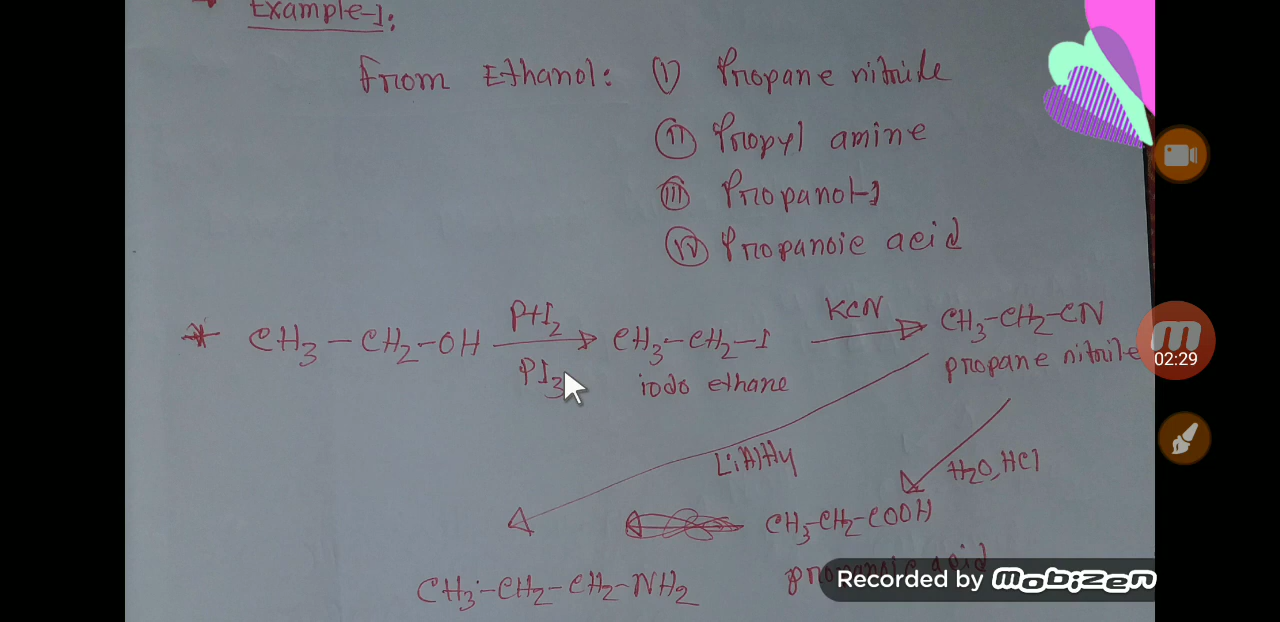 Example-1:
From Ethanol: (I) Propane nitrile
(II) Propyl amine
(III) Propanol-1
(IV) Propanoic acid
* CH3-CH2-OH P+I2 PI3 CH3-CH2-I KCN CH3-CH2-CN
iodo ethane propane nitrile
02:29
LiAlH4 H2O, HCl
CH3-CH2-COOH
propanoic acid
CH3-CH2-CH2-NH2
Recorded by mobizen